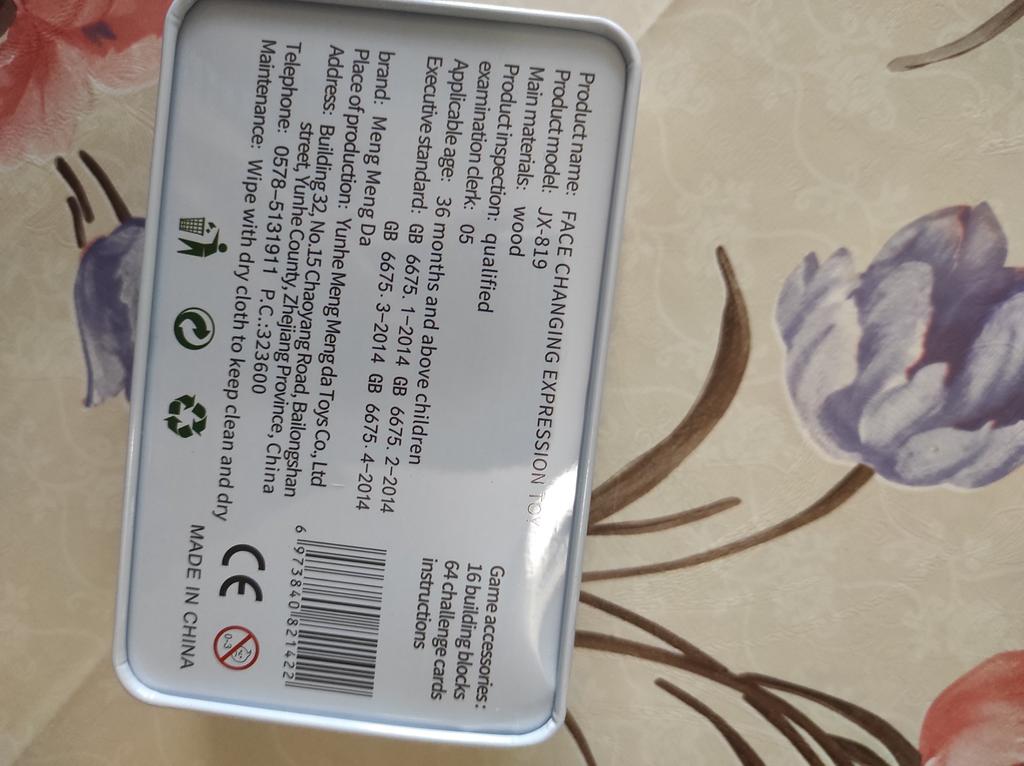 Product name: FACE CHANGING EXPRESSION TOY
Product model: JX-819
Main materials: wood
Product inspection: qualified
examination clerk: 05
Applicable age: 36 months and above children
Executive standard: GB 6675.1-2014 GB 6675.2-2014
GB 6675.3-2014 GB 6675.4-2014
brand: Meng Meng Da
Place of production: Yunhe Meng Mengda Toys Co., Ltd
Address: Building 32, No.15 Chaoyang Road, Bailongshan
street, Yunhe County, Zhejiang Province, China
Telephone: 0578-5131911 P.C.:323600
Maintenance: Wipe with dry cloth to keep clean and dry
Game accessories:
16 building blocks
64 challenge cards
instructions
6 973840 821422
CE
0-3
MADE IN CHINA